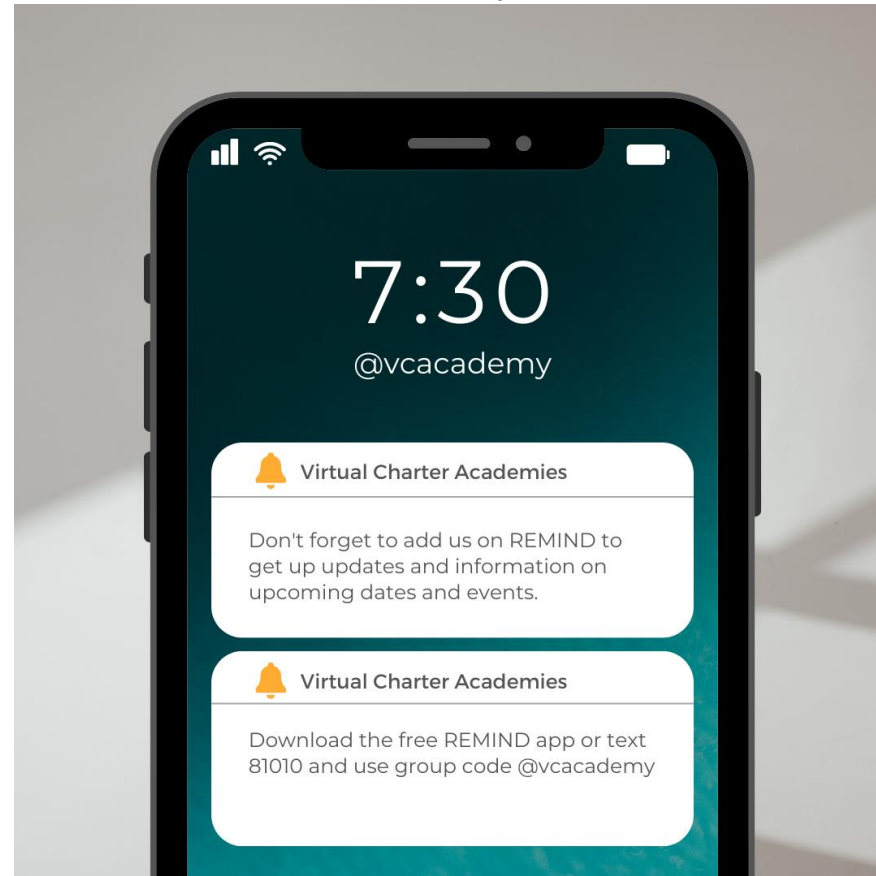 7:30
@vcacademy
Virtual Charter Academies
Don't forget to add us on REMIND to
get up updates and information on
upcoming dates and events.
Virtual Charter Academies
Download the free REMIND app or text
81010 and use group code @vcacademy